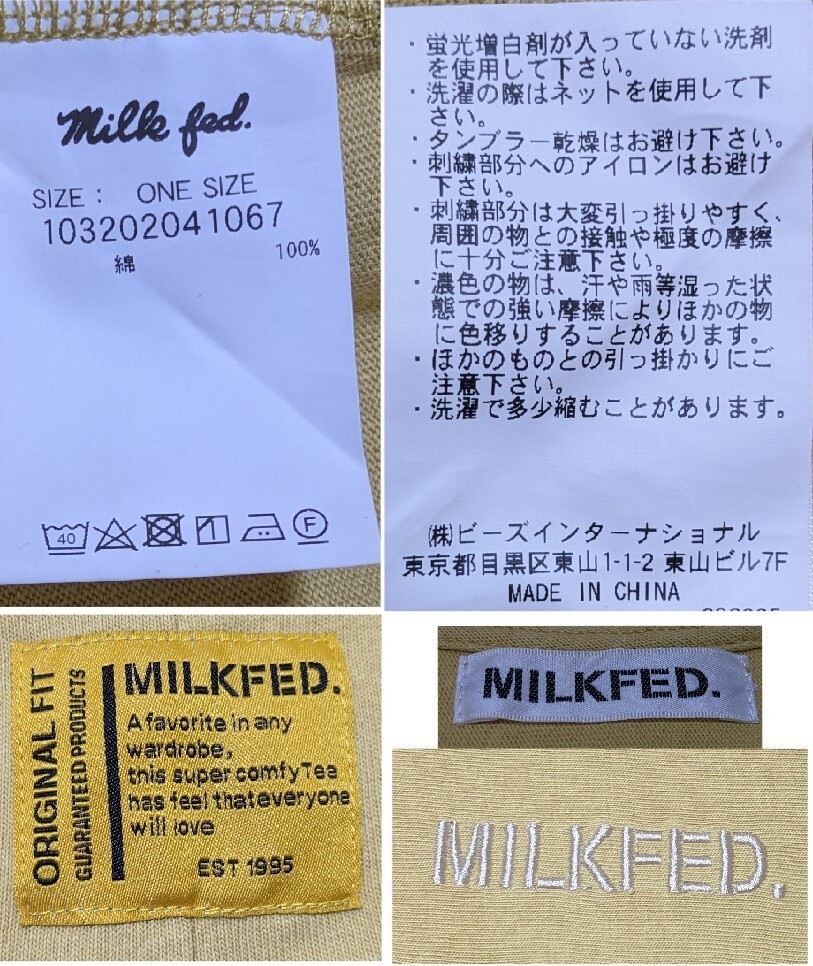 Milk fed.
SIZE : ONE SIZE
103202041067
綿 100%
40
F
・蛍光増白剤が入っていない洗剤
を使用して下さい。
・洗濯の際はネットを使用して下
さい。
・タンブラー乾燥はお避け下さい。
・刺繍部分へのアイロンはお避け
下さい。
・刺繍部分は大変引っ掛りやすく、
周囲の物との接触や極度の摩擦
に十分ご注意下さい。
・濃色の物は、汗や雨等湿った状
態での強い摩擦によりほかの物
に色移りすることがあります。
・ほかのものとの引っ掛かりにご
注意下さい。
・洗濯で多少縮むことがあります。
㈱ビーズインターナショナル
東京都目黒区東山1-1-2 東山ビル7F
MADE IN CHINA
ORIGINAL FIT
GUARANTEED PRODUCTS
MILKFED.
A favorite in any
wardrobe,
this super comfy Tee
has feel that everyone
will love
EST 1995
MILKFED.
MILKFED.